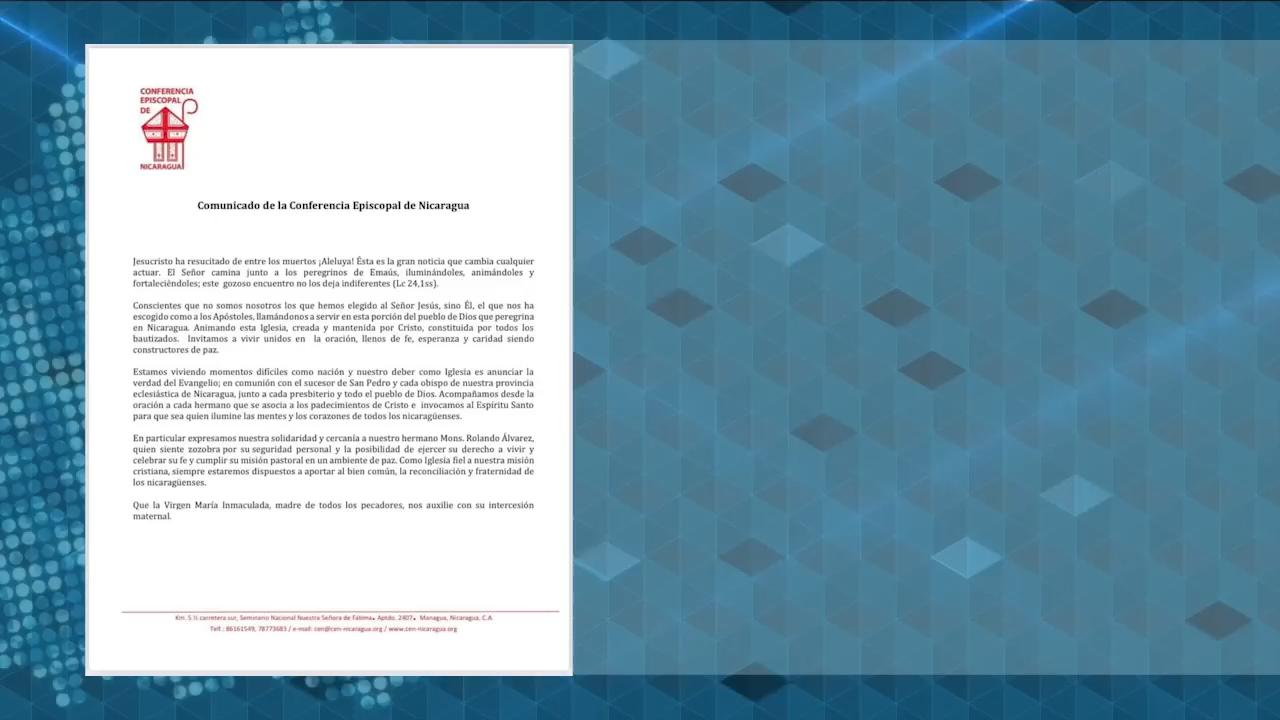 CONFERENCIA
EPISCOPAL
DE
NICARAGUA
Comunicado de la Conferencia Episcopal de Nicaragua
Jesucristo ha resucitado de entre los muertos ¡Aleluya! Ésta es la gran noticia que cambia cualquier
actuar. El Señor camina junto a los peregrinos de Emaús, iluminándoles, animándoles y
fortaleciéndoles; este gozoso encuentro no los deja indiferentes (Lc 24,1ss).
Conscientes que no somos nosotros los que hemos elegido al Señor Jesús, sino Él, el que nos ha
escogido como a los Apóstoles, llamándonos a servir en esta porción del pueblo de Dios que peregrina
en Nicaragua. Animando esta Iglesia, creada y mantenida por Cristo, constituida por todos los
bautizados. Invitamos a vivir unidos en la oración, llenos de fe, esperanza y caridad siendo
constructores de paz.
Estamos viviendo momentos difíciles como nación y nuestro deber como Iglesia es anunciar la
verdad del Evangelio; en comunión con el sucesor de San Pedro y cada obispo de nuestra provincia
eclesiástica de Nicaragua, junto a cada presbiterio y todo el pueblo de Dios. Acompañamos desde la
oración a cada hermano que se asocia a los padecimientos de Cristo e invocamos al Espíritu Santo
para que sea quien ilumine las mentes y los corazones de todos los nicaragüenses.
En particular expresamos nuestra solidaridad y cercanía a nuestro hermano Mons. Rolando Álvarez,
quien siente zozobra por su seguridad personal y la posibilidad de ejercer su derecho a vivir y
celebrar su fe y cumplir su misión pastoral en un ambiente de paz. Como Iglesia fiel a nuestra misión
cristiana, siempre estaremos dispuestos a aportar al bien común, la reconciliación y fraternidad de
los nicaragüenses.
Que la Virgen María Inmaculada, madre de todos los pecadores, nos auxilie con su intercesión
maternal.
Km. 5 ½ carretera sur, Seminario Nacional Nuestra Señora de Fátima. Aptdo. 2407. Managua, Nicaragua, C.A
Telf.: 86161549, 78773683 / e-mail: cen@cen-nicaragua.org / www.cen-nicaragua.org